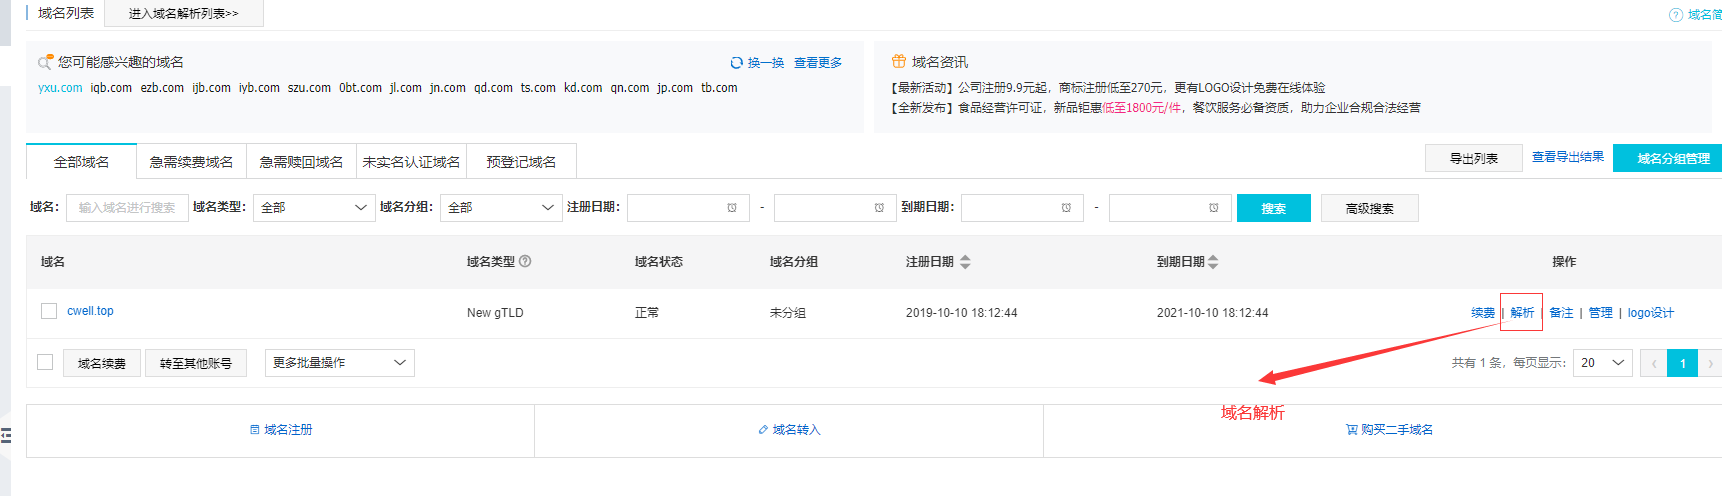 域名列表 进入域名解析列表>> 域名简
您可能感兴趣的域名 换一换 查看更多
yxu.com iqb.com ezb.com ijb.com iyb.com szu.com 0bt.com jl.com jn.com qd.com ts.com kd.com qn.com jp.com tb.com
域名资讯
【最新活动】公司注册9.9元起，商标注册低至270元，更有LOGO设计免费在线体验
【全新发布】食品经营许可证，新品钜惠低至1800元/件，餐饮服务必备资质，助力企业合规合法经营
全部域名 急需续费域名 急需赎回域名 未实名认证域名 预登记域名 导出列表 查看导出结果 域名分组管理
域名： 输入域名进行搜索 域名类型： 全部 域名分组： 全部 注册日期： - 到期日期： - 搜索 高级搜索
域名 域名类型 域名状态 域名分组 注册日期 到期日期 操作
cwell.top New gTLD 正常 未分组 2019-10-10 18:12:44 2021-10-10 18:12:44 续费 | 解析 | 备注 | 管理 | logo设计
域名续费 转至其他账号 更多批量操作 共有 1 条，每页显示： 20 ‹ 1 ›
域名解析
域名注册 域名转入 购买二手域名